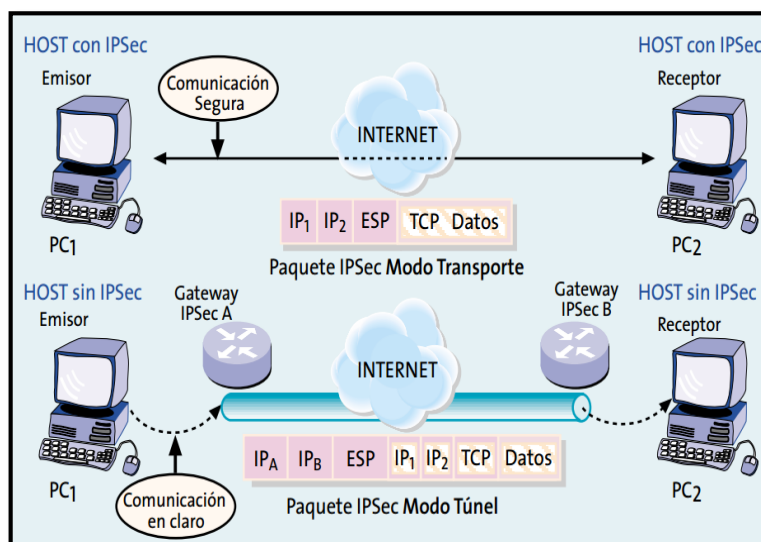 HOST con IPSec
HOST con IPSec
Emisor
Comunicación
Segura
Receptor
INTERNET
PC1
IP1 IP2 ESP TCP Datos
PC2
Paquete IPSec Modo Transporte
HOST sin IPSec
Emisor
Gateway
IPSec A
Gateway
IPSec B
HOST sin IPSec
Receptor
INTERNET
PC1
IPA IPB ESP IP1 IP2 TCP Datos
PC2
Comunicación
en claro
Paquete IPSec Modo Túnel